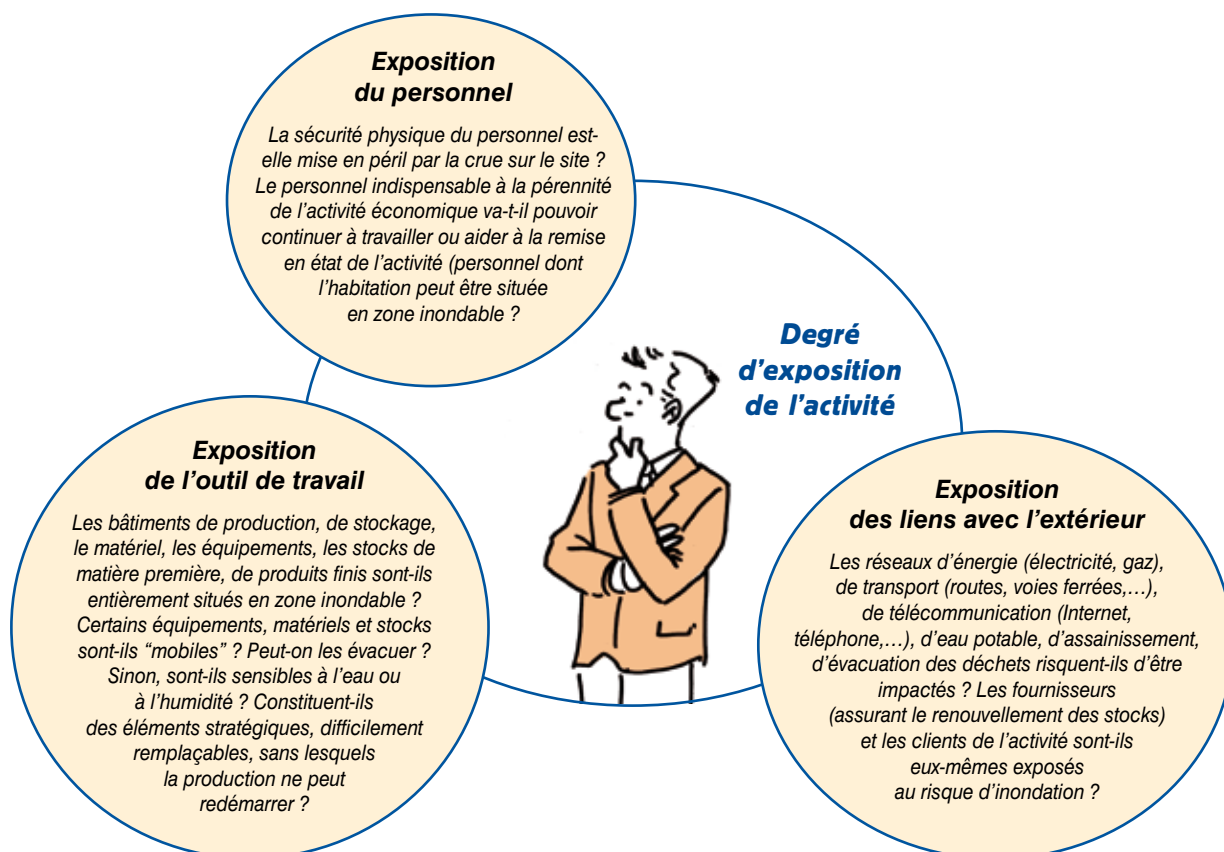 Exposition
du personnel
La sécurité physique du personnel est-
elle mise en péril par la crue sur le site ?
Le personnel indispensable à la pérennité
de l’activité économique va-t-il pouvoir
continuer à travailler ou aider à la remise
en état de l’activité (personnel dont
l’habitation peut être située
en zone inondable ?
Degré
d’exposition
de l’activité
Exposition
de l’outil de travail
Les bâtiments de production, de stockage,
le matériel, les équipements, les stocks de
matière première, de produits finis sont-ils
entièrement situés en zone inondable ?
Certains équipements, matériels et stocks
sont-ils “mobiles” ? Peut-on les évacuer ?
Sinon, sont-ils sensibles à l’eau ou
à l’humidité ? Constituent-ils
des éléments stratégiques, difficilement
remplaçables, sans lesquels
la production ne peut
redémarrer ?
Exposition
des liens avec l’extérieur
Les réseaux d’énergie (électricité, gaz),
de transport (routes, voies ferrées,…),
de télécommunication (Internet,
téléphone,…), d’eau potable, d’assainissement,
d’évacuation des déchets risquent-ils d’être
impactés ? Les fournisseurs
(assurant le renouvellement des stocks)
et les clients de l’activité sont-ils
eux-mêmes exposés
au risque d’inondation ?